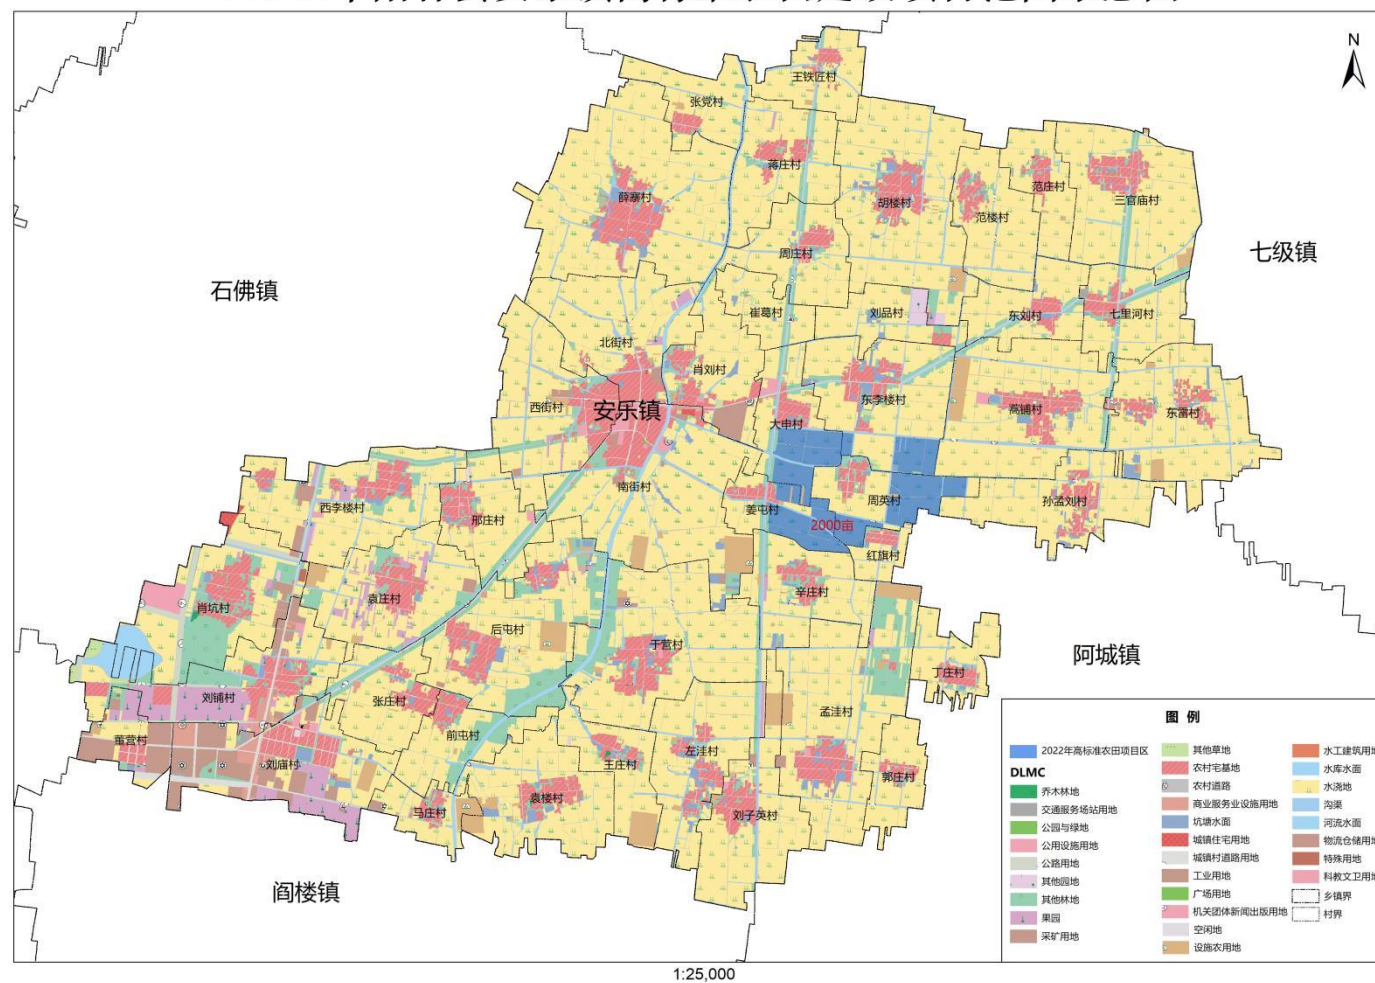 N
王铁匠村
张党村
蒋庄村
范庄村
三官庙村
薛寨村
胡楼村
范楼村
七级镇
周庄村
石佛镇
崔葛村
刘品村
东刘村
七里河村
北街村
肖刘村
西街村
安乐镇
东李楼村
蒿铺村
东雷村
大申村
南街村
西李楼村
邢庄村
姜屯村
周英村
孙孟刘村
2000亩
红旗村
肖坑村
袁庄村
辛庄村
后屯村
于营村
阿城镇
丁庄村
刘铺村
张庄村
孟洼村
前屯村
董营村
刘庙村
王庄村
左洼村
郭庄村
马庄村
袁楼村
刘子英村
阎楼镇
图 例
2022年高标准农田项目区
DLMC
乔木林地
交通服务场站用地
公园与绿地
公用设施用地
公路用地
其他园地
其他林地
果园
采矿用地
其他草地
农村宅基地
农村道路
商业服务业设施用地
坑塘水面
城镇住宅用地
城镇村道路用地
工业用地
广场用地
机关团体新闻出版用地
空闲地
设施农用地
水工建筑用地
水库水面
水浇地
沟渠
河流水面
物流仓储用地
特殊用地
科教文卫用地
乡镇界
村界
1:25,000